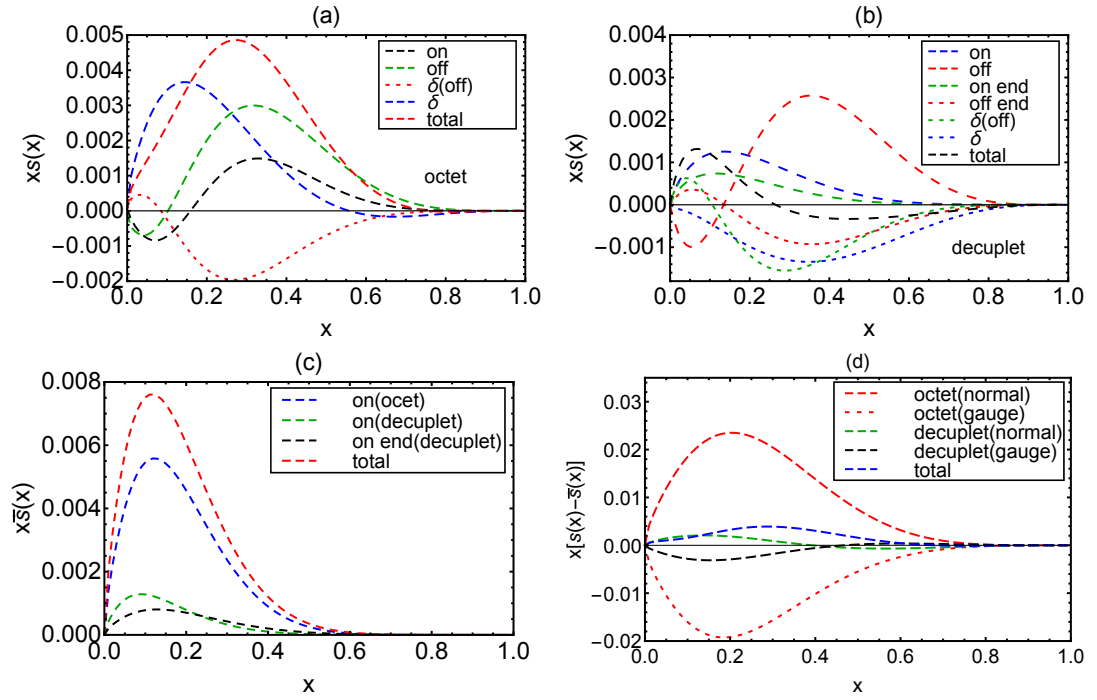 (a)
0.005
0.004
0.003
0.002
0.001
0.000
−0.001
−0.002
xs(x)
on
off
δ(off)
δ
total
octet
0.0 0.2 0.4 0.6 0.8 1.0
x
(b)
0.004
0.003
0.002
0.001
0.000
−0.001
xs(x)
on
off
on end
off end
δ(off)
δ
total
decuplet
0.0 0.2 0.4 0.6 0.8 1.0
x
(c)
0.008
0.006
0.004
0.002
0.000
xs̅(x)
on(ocet)
on(decuplet)
on end(decuplet)
total
0.0 0.2 0.4 0.6 0.8 1.0
x
(d)
0.03
0.02
0.01
0.00
−0.01
−0.02
x[s(x)−s̅(x)]
octet(normal)
octet(gauge)
decuplet(normal)
decuplet(gauge)
total
0.0 0.2 0.4 0.6 0.8 1.0
x